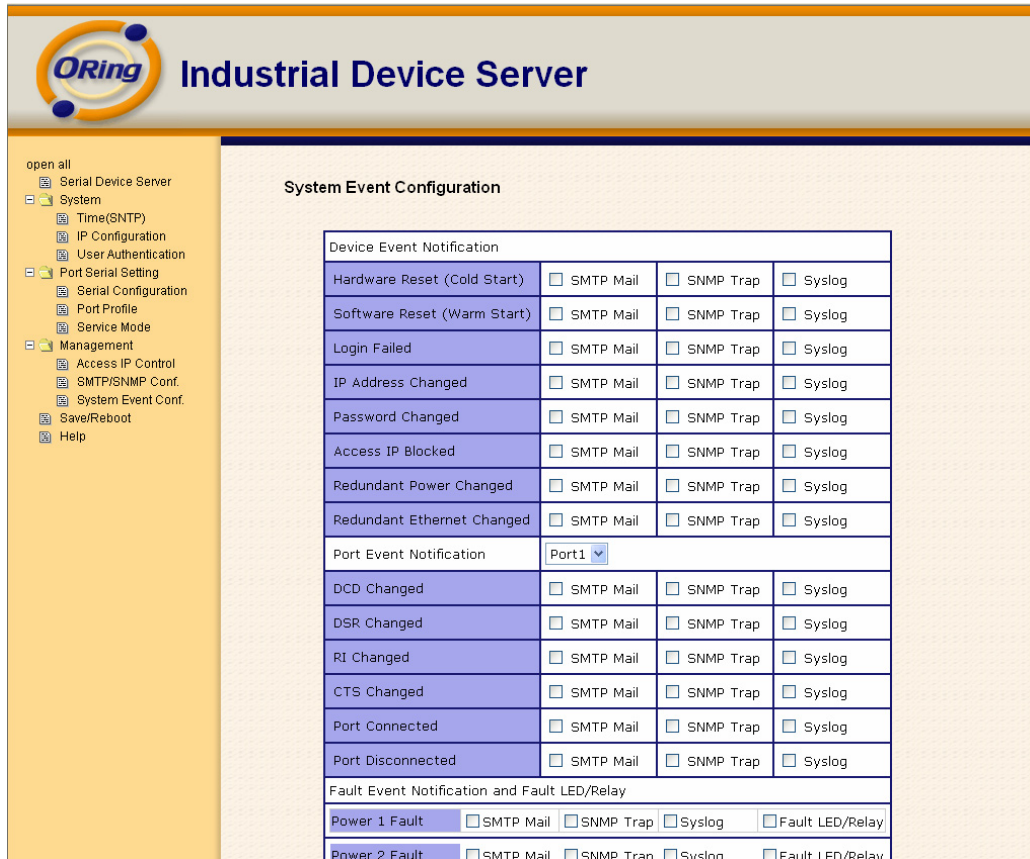 ORing
Industrial Device Server
open all
Serial Device Server
System
Time(SNTP)
IP Configuration
User Authentication
Port Serial Setting
Serial Configuration
Port Profile
Service Mode
Management
Access IP Control
SMTP/SNMP Conf.
System Event Conf.
Save/Reboot
Help
System Event Configuration
Device Event Notification
Hardware Reset (Cold Start) SMTP Mail SNMP Trap Syslog
Software Reset (Warm Start) SMTP Mail SNMP Trap Syslog
Login Failed SMTP Mail SNMP Trap Syslog
IP Address Changed SMTP Mail SNMP Trap Syslog
Password Changed SMTP Mail SNMP Trap Syslog
Access IP Blocked SMTP Mail SNMP Trap Syslog
Redundant Power Changed SMTP Mail SNMP Trap Syslog
Redundant Ethernet Changed SMTP Mail SNMP Trap Syslog
Port Event Notification Port1
DCD Changed SMTP Mail SNMP Trap Syslog
DSR Changed SMTP Mail SNMP Trap Syslog
RI Changed SMTP Mail SNMP Trap Syslog
CTS Changed SMTP Mail SNMP Trap Syslog
Port Connected SMTP Mail SNMP Trap Syslog
Port Disconnected SMTP Mail SNMP Trap Syslog
Fault Event Notification and Fault LED/Relay
Power 1 Fault SMTP Mail SNMP Trap Syslog Fault LED/Relay
Power 2 Fault SMTP Mail SNMP Trap Syslog Fault LED/Relay